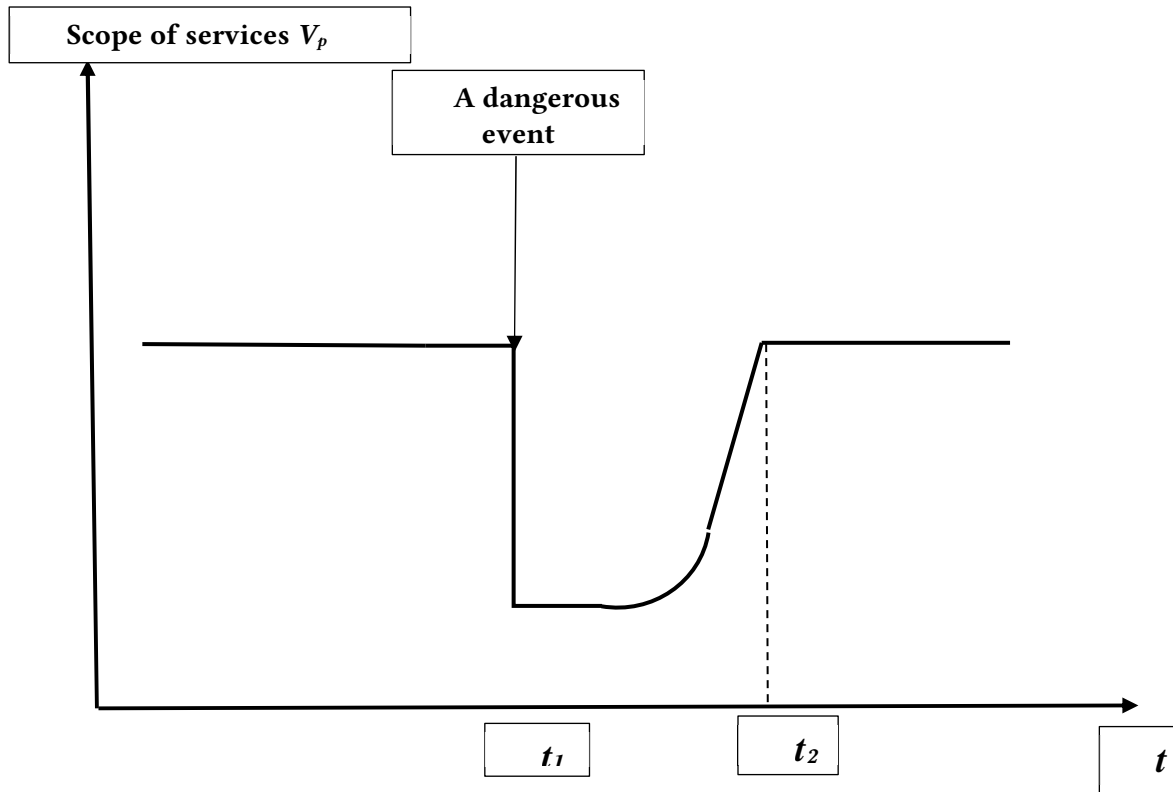 Scope of services Vₚ
A dangerous
event
t₁
t₂
t